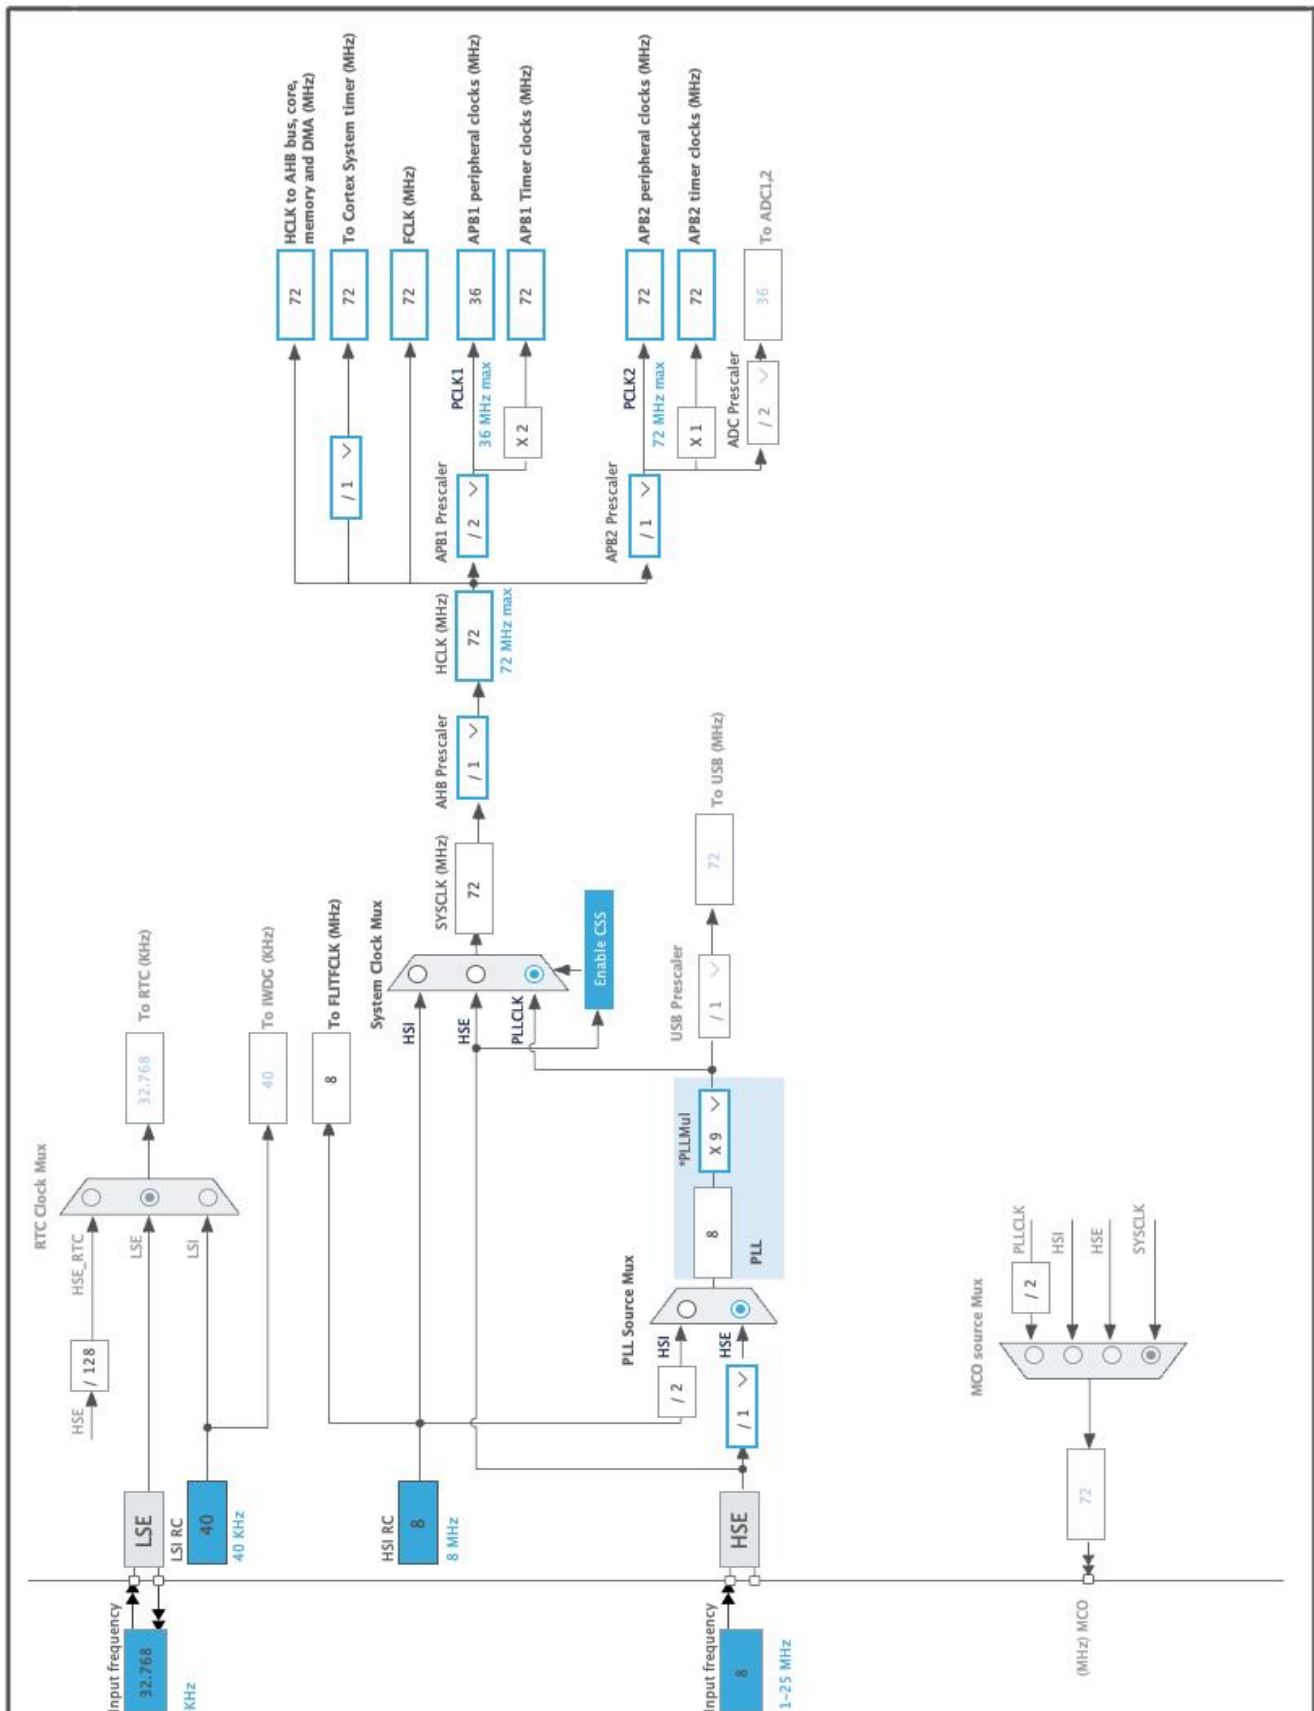 RTC Clock Mux
HSE
/ 128
HSE_RTC
Input frequency
32.768
KHz
LSE
LSE
32.768
To RTC (KHz)
LSI RC
40
40 KHz
LSI
40
To IWDG (KHz)
8
To FLITFCLK (MHz)
HSI RC
8
8 MHz
System Clock Mux
HSI
HSE
PLLCLK
Enable CSS
SYSCLK (MHz)
72
AHB Prescaler
/ 1
HCLK (MHz)
72
72 MHz max
72
HCLK to AHB bus, core,
memory and DMA (MHz)
/ 1
72
To Cortex System timer (MHz)
72
FCLK (MHz)
APB1 Prescaler
/ 2
PCLK1
36 MHz max
36
APB1 peripheral clocks (MHz)
X 2
72
APB1 Timer clocks (MHz)
APB2 Prescaler
/ 1
PCLK2
72 MHz max
72
APB2 peripheral clocks (MHz)
X 1
72
APB2 timer clocks (MHz)
ADC Prescaler
/ 2
36
To ADC1,2
PLL Source Mux
/ 2
HSI
Input frequency
8
1-25 MHz
HSE
/ 1
HSE
8
*PLLMul
X 9
PLL
USB Prescaler
/ 1
72
To USB (MHz)
MCO source Mux
/ 2
PLLCLK
HSI
HSE
SYSCLK
(MHz) MCO
72